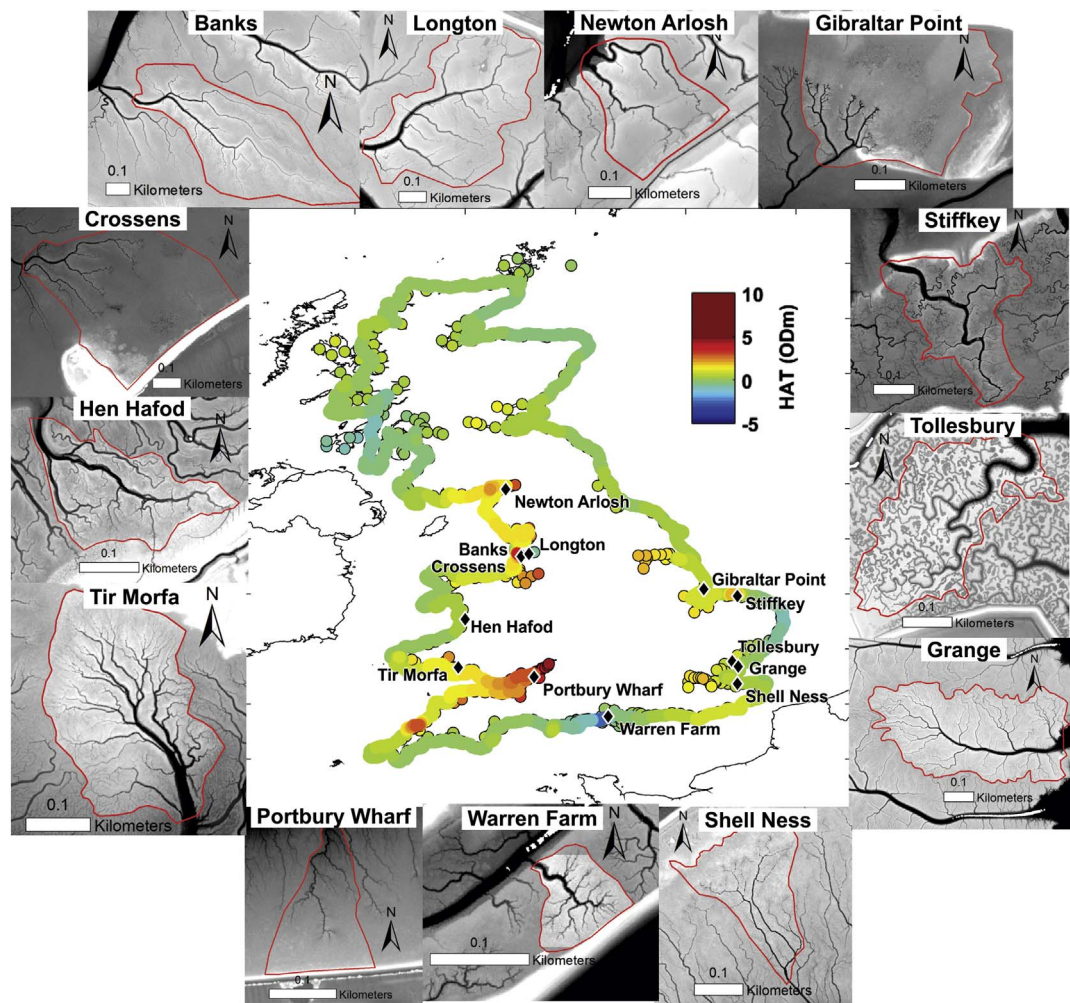 Banks
Longton
Newton Arlosh
Gibraltar Point
N
N
N
N
0.1
Kilometers
0.1
Kilometers
0.1
Kilometers
0.1
Kilometers
Crossens
N
0.1
Kilometers
Stiffkey
N
0.1
Kilometers
Hen Hafod
N
0.1
Kilometers
Tollesbury
N
0.1
Kilometers
Tir Morfa
N
0.1
Kilometers
Grange
N
0.1
Kilometers
10
5
0
-5
HAT (ODm)
Newton Arlosh
Banks
Longton
Crossens
Gibraltar Point
Stiffkey
Hen Hafod
Tollesbury
Tir Morfa
Grange
Portbury Wharf
Shell Ness
Warren Farm
Portbury Wharf
N
0.1
Kilometers
Warren Farm
N
0.1
Kilometers
Shell Ness
N
0.1
Kilometers